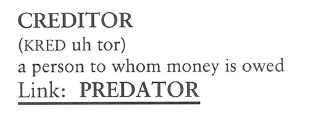 CREDITOR
(KRED uh tor)
a person to whom money is owed
Link: PREDATOR